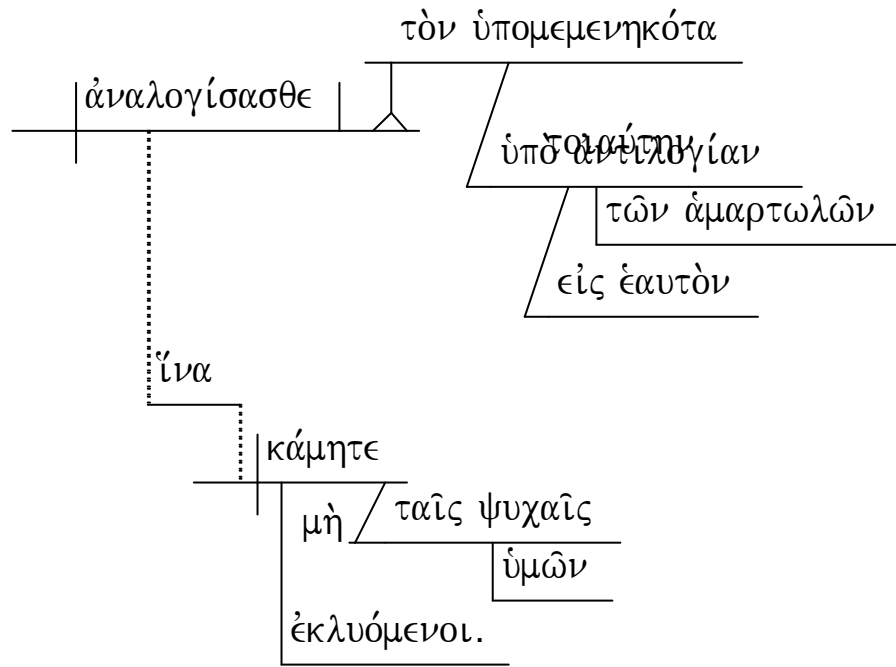 τὸν ὑπομεμενηκότα
ἀναλογίσασθε
τοιαύτην
ὑπὸ ἀντιλογίαν
τῶν ἁμαρτωλῶν
εἰς ἑαυτὸν
ἵνα
κάμητε
μὴ
ταῖς ψυχαῖς
ὑμῶν
ἐκλυόμενοι.